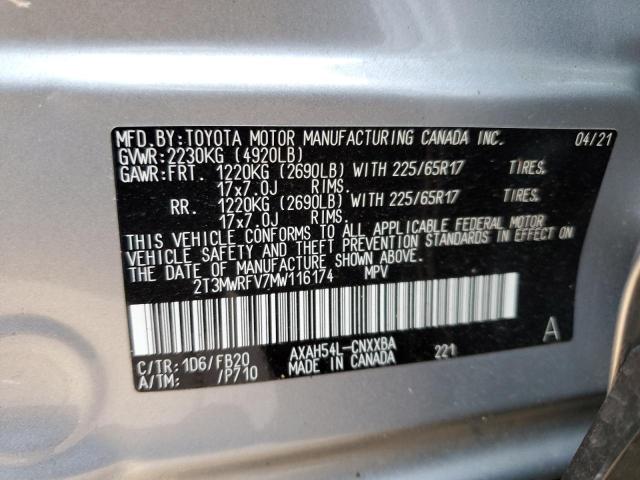 MFD.BY:TOYOTA MOTOR MANUFACTURING CANADA INC. 04/21
GVWR:2230KG (4920LB)
GAWR:FRT. 1220KG (2690LB) WITH 225/65R17 TIRES.
17x7.0J RIMS.
RR. 1220KG (2690LB) WITH 225/65R17 TIRES.
17x7.0J RIMS.
THIS VEHICLE CONFORMS TO ALL APPLICABLE FEDERAL MOTOR
VEHICLE SAFETY AND THEFT PREVENTION STANDARDS IN EFFECT ON
THE DATE OF MANUFACTURE SHOWN ABOVE.
2T3MWRFV7MW116174 MPV
A
C/TR: 1D6/FB20 AXAH54L-CNXXBA 221
A/TM: /P710 MADE IN CANADA